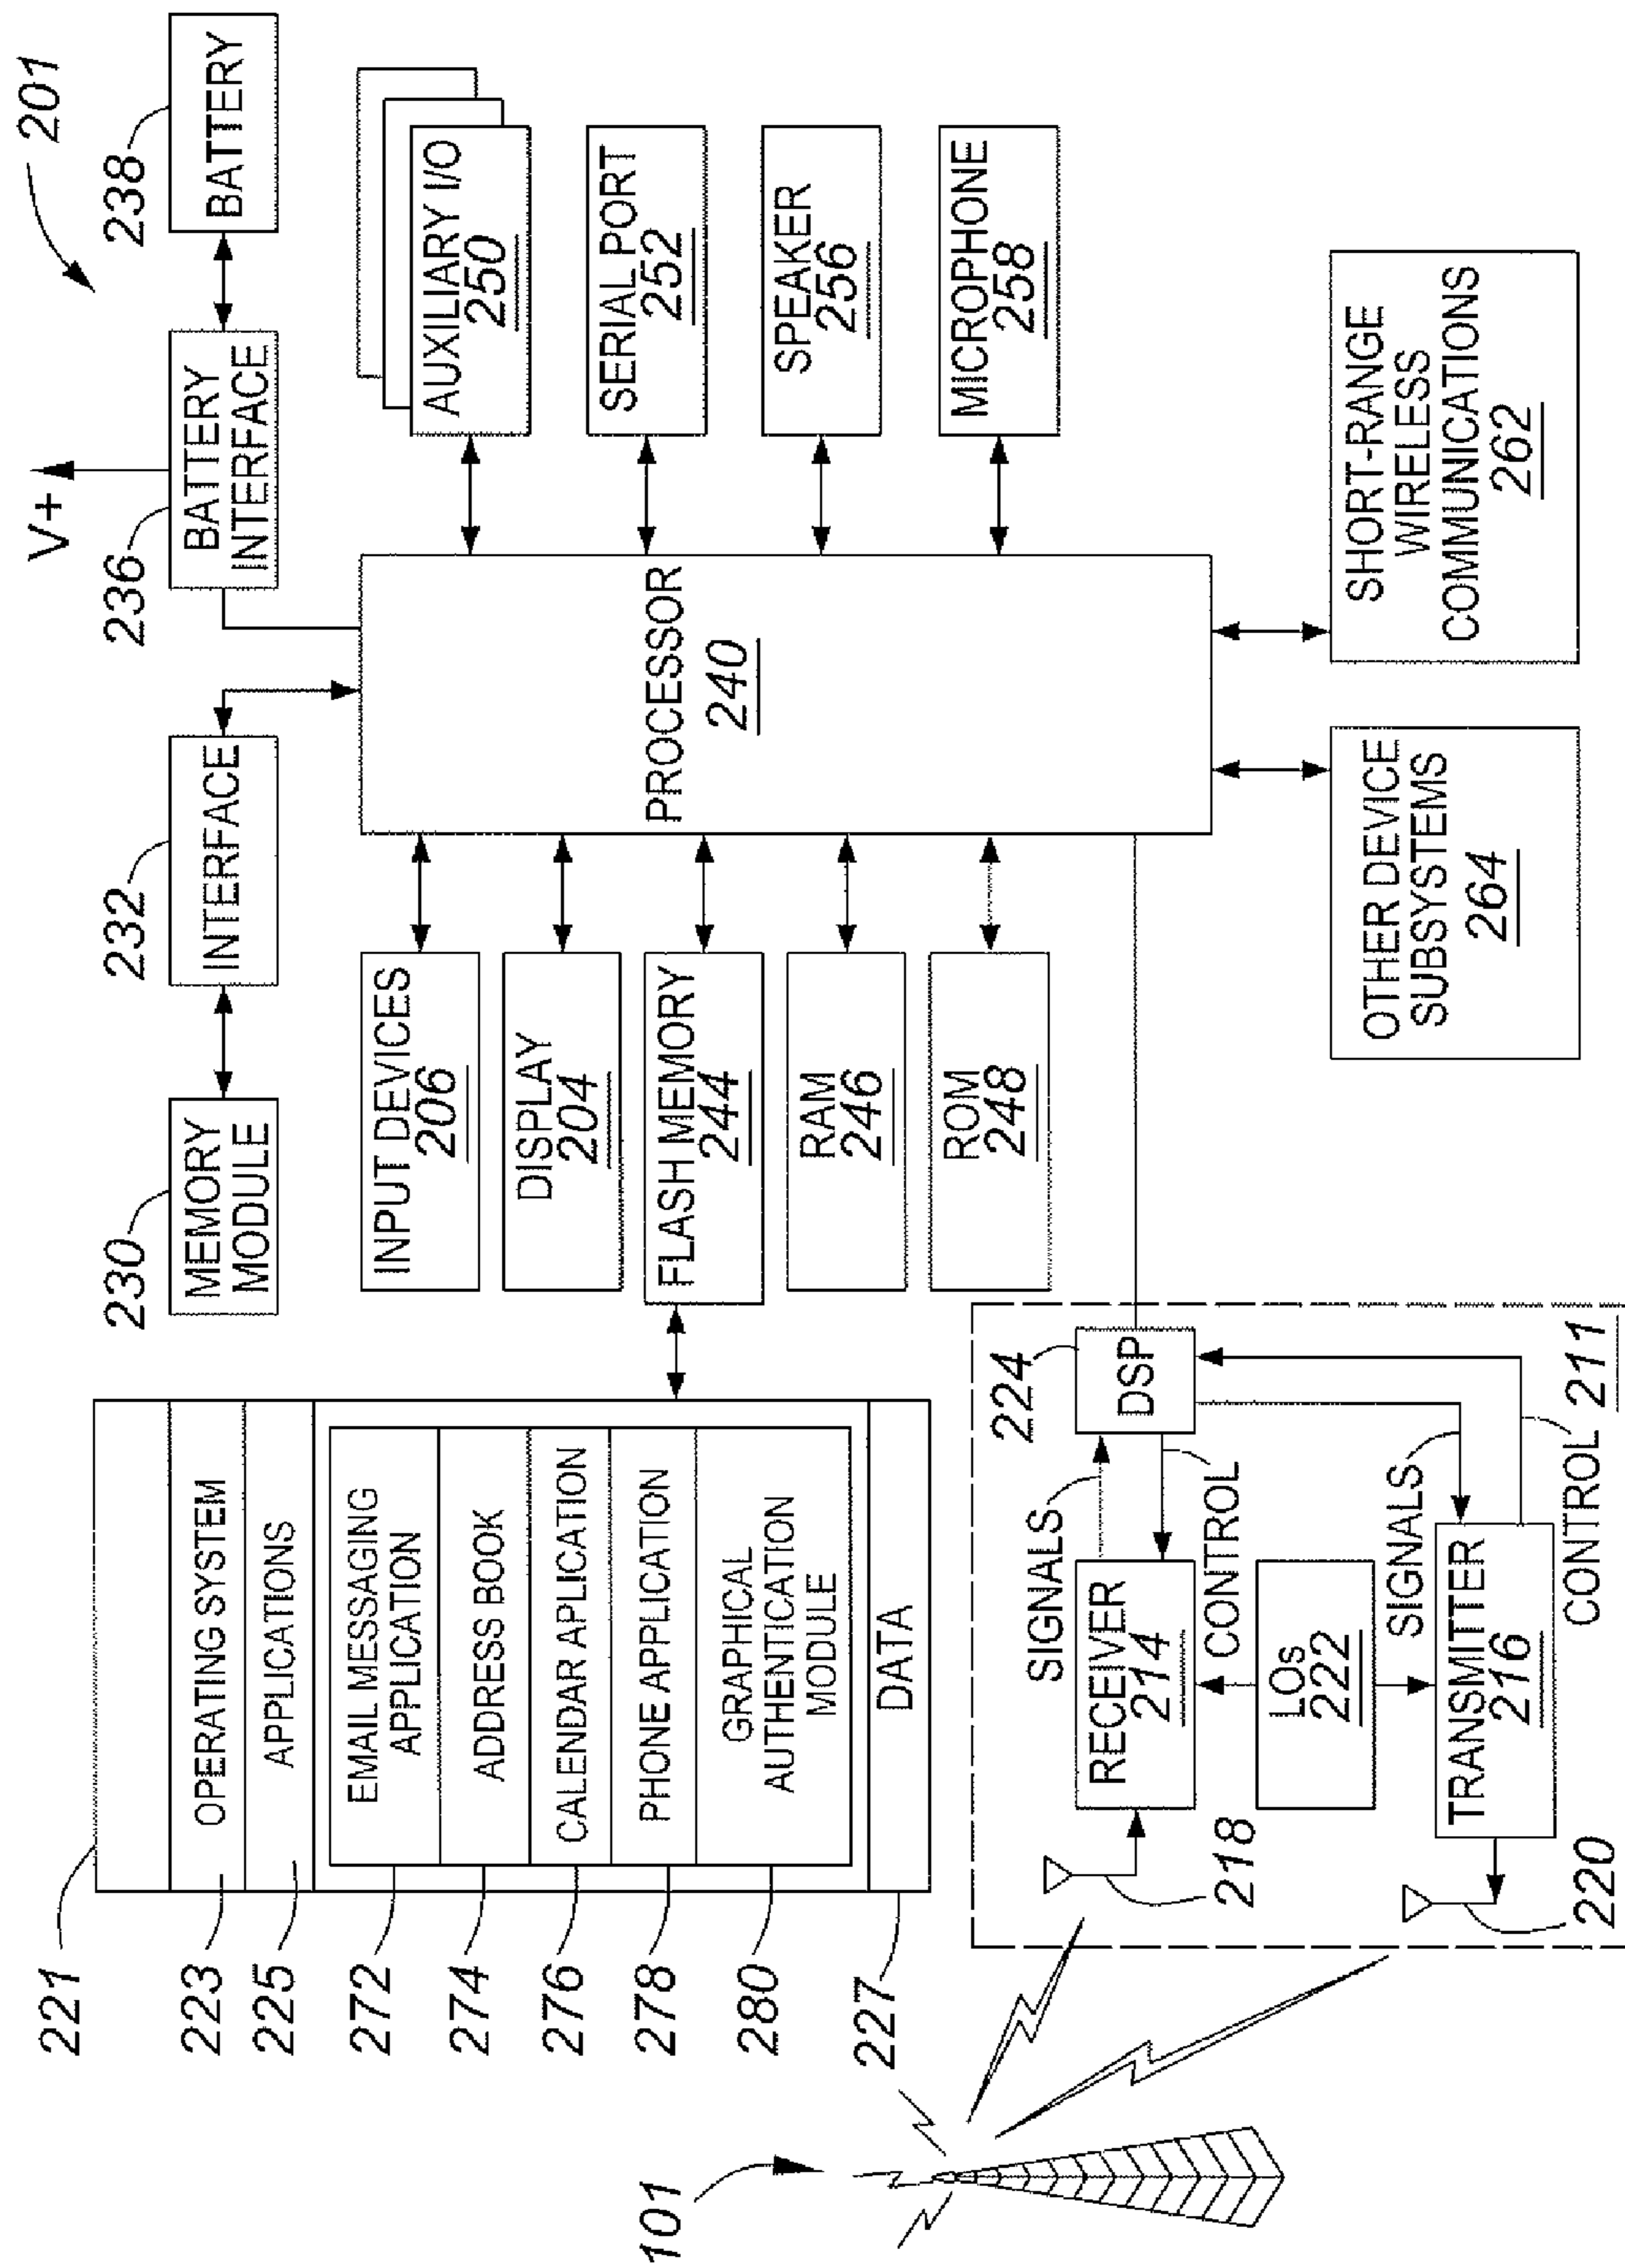 201
V+
230
MEMORY
MODULE
232
INTERFACE
236
BATTERY
INTERFACE
238
BATTERY
221
223
OPERATING SYSTEM
225
APPLICATIONS
272
EMAIL MESSAGING
APPLICATION
274
ADDRESS BOOK
276
CALENDAR APLICATION
278
PHONE APPLICATION
280
GRAPHICAL
AUTHENTICATION
MODULE
227
DATA
INPUT DEVICES
206
DISPLAY
204
FLASH MEMORY
244
RAM
246
ROM
248
PROCESSOR
240
AUXILIARY I/O
250
SERIAL PORT
252
SPEAKER
256
MICROPHONE
258
101
218
RECEIVER
214
SIGNALS
224
DSP
CONTROL
LOs
222
SIGNALS
220
TRANSMITTER
216
CONTROL
211
OTHER DEVICE
SUBSYSTEMS
264
SHORT-RANGE
WIRELESS
COMMUNICATIONS
262